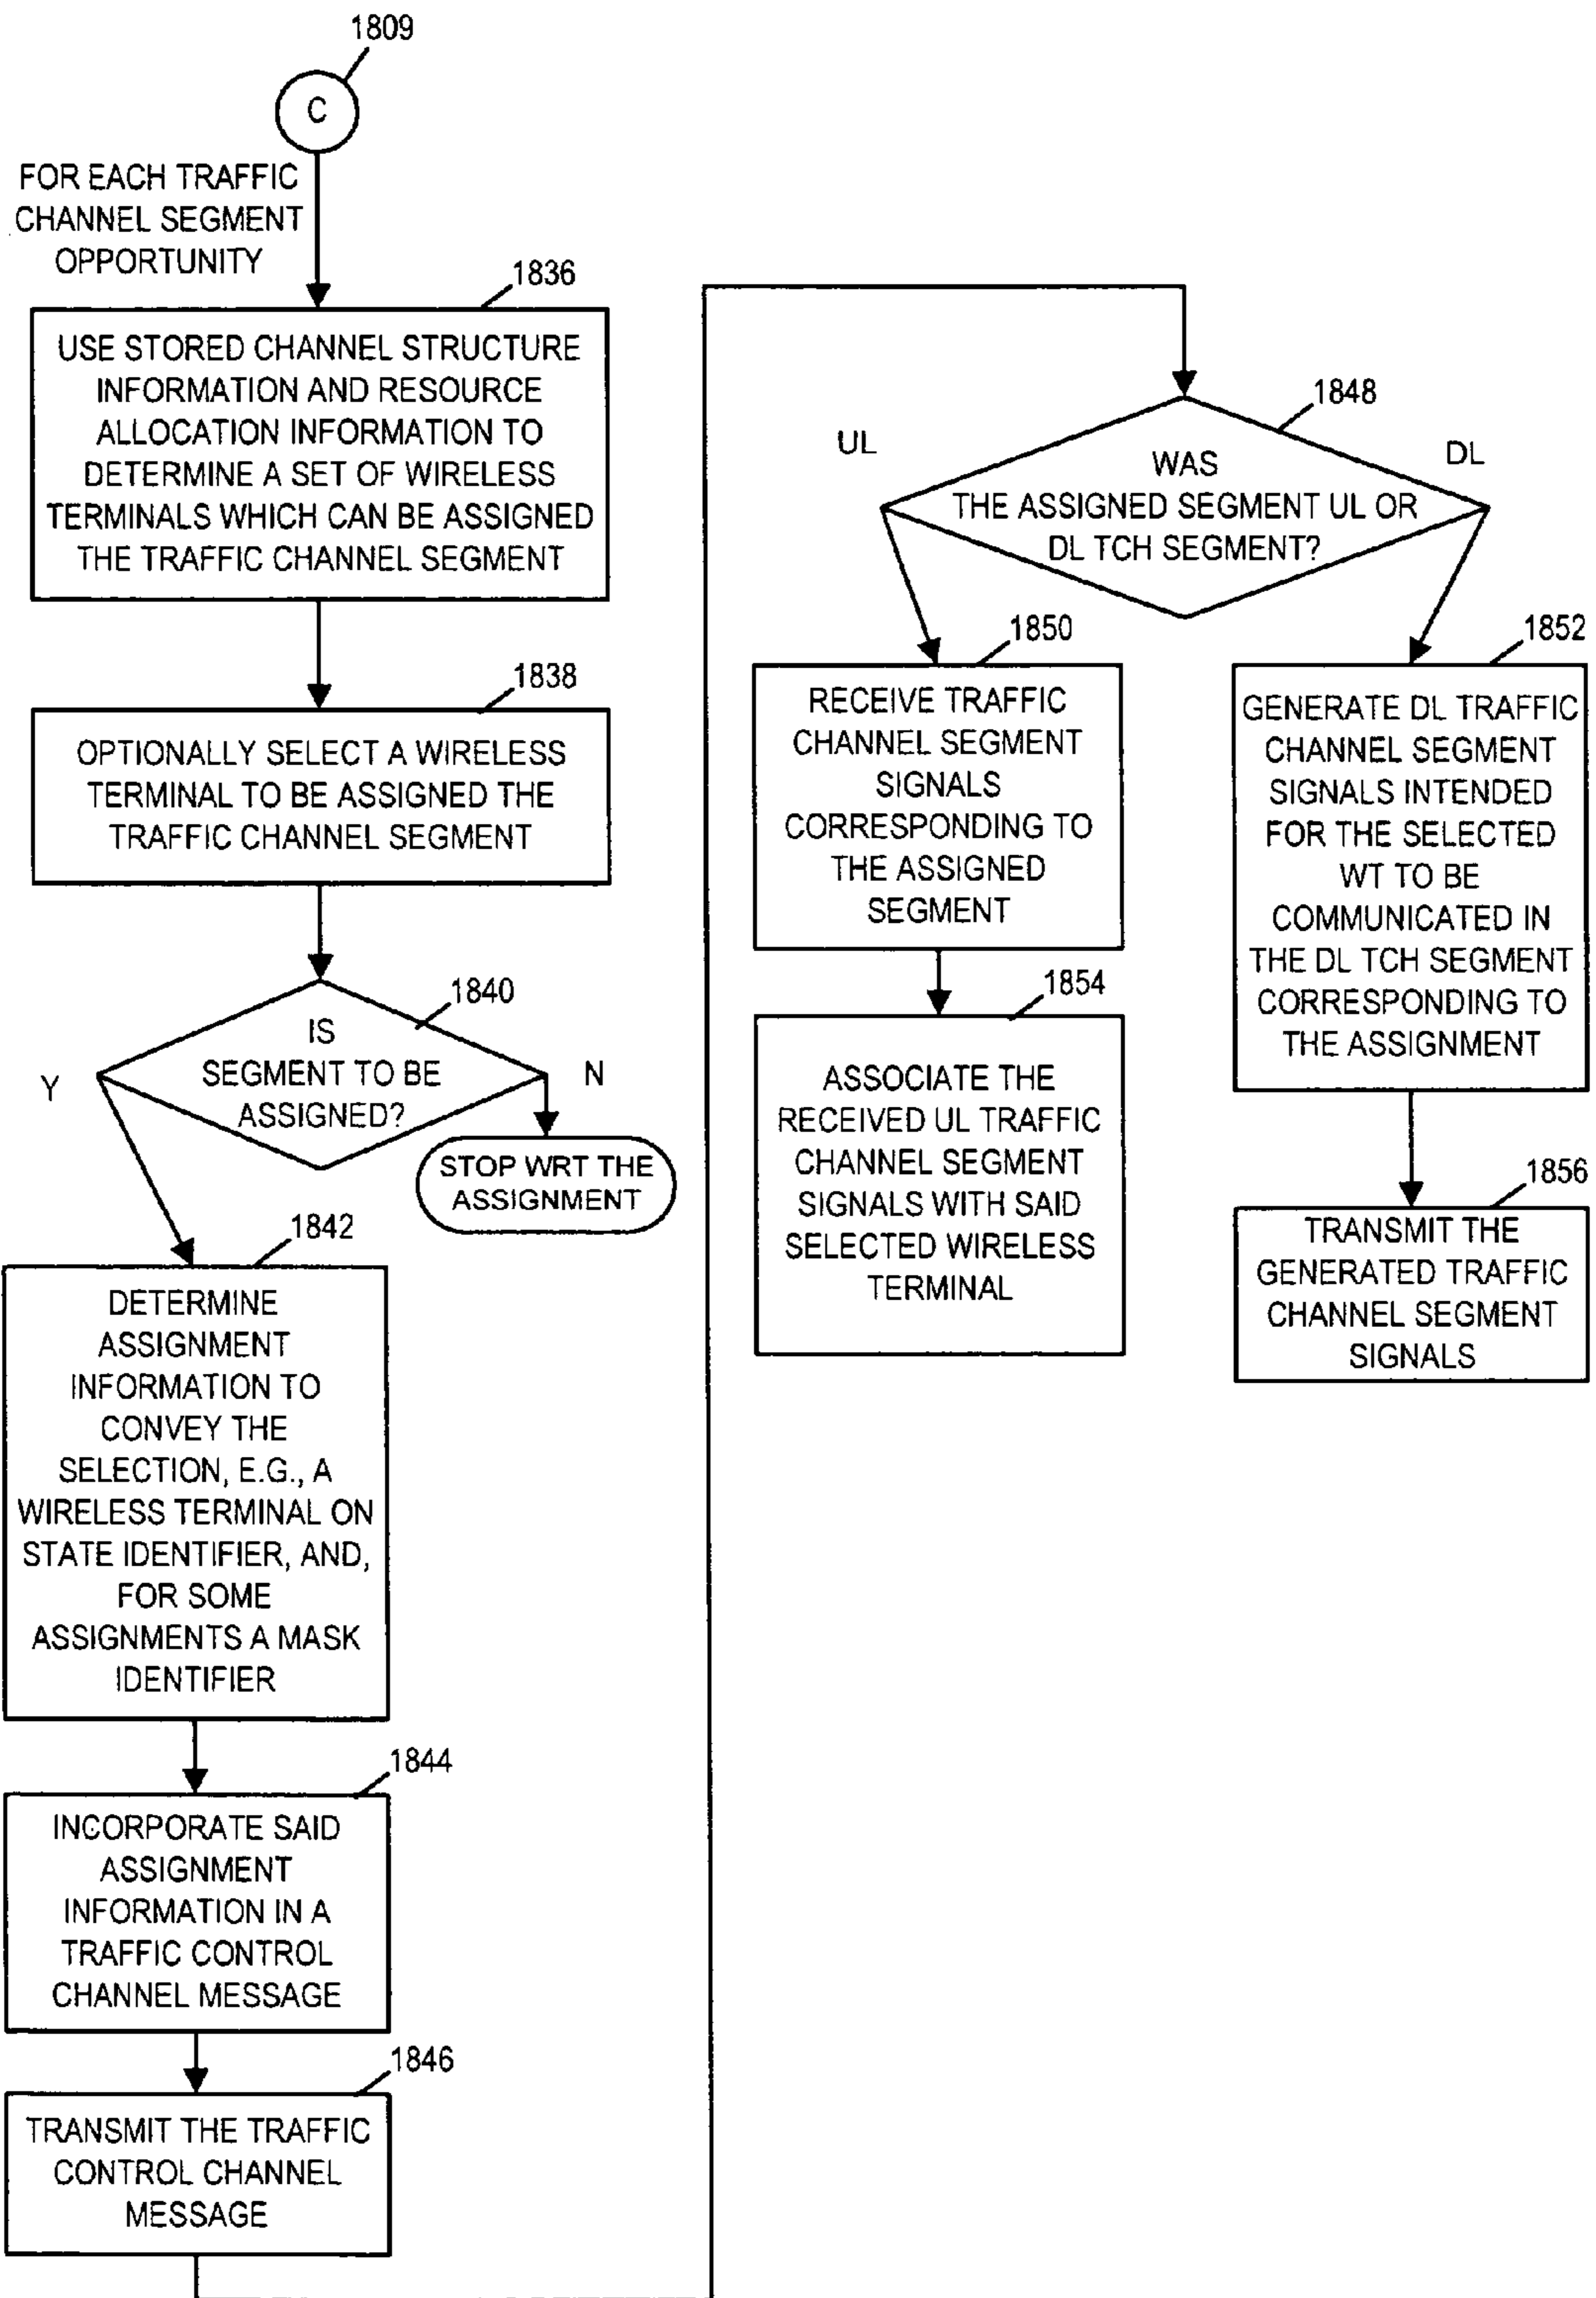 1809
C
FOR EACH TRAFFIC
CHANNEL SEGMENT
OPPORTUNITY
1836
USE STORED CHANNEL STRUCTURE
INFORMATION AND RESOURCE
ALLOCATION INFORMATION TO
DETERMINE A SET OF WIRELESS
TERMINALS WHICH CAN BE ASSIGNED
THE TRAFFIC CHANNEL SEGMENT
1838
OPTIONALLY SELECT A WIRELESS
TERMINAL TO BE ASSIGNED THE
TRAFFIC CHANNEL SEGMENT
1840
IS
SEGMENT TO BE
ASSIGNED?
Y
N
STOP WRT THE
ASSIGNMENT
1842
DETERMINE
ASSIGNMENT
INFORMATION TO
CONVEY THE
SELECTION, E.G., A
WIRELESS TERMINAL ON
STATE IDENTIFIER, AND,
FOR SOME
ASSIGNMENTS A MASK
IDENTIFIER
1844
INCORPORATE SAID
ASSIGNMENT
INFORMATION IN A
TRAFFIC CONTROL
CHANNEL MESSAGE
1846
TRANSMIT THE TRAFFIC
CONTROL CHANNEL
MESSAGE
1848
UL
DL
WAS
THE ASSIGNED SEGMENT UL OR
DL TCH SEGMENT?
1850
RECEIVE TRAFFIC
CHANNEL SEGMENT
SIGNALS
CORRESPONDING TO
THE ASSIGNED
SEGMENT
1854
ASSOCIATE THE
RECEIVED UL TRAFFIC
CHANNEL SEGMENT
SIGNALS WITH SAID
SELECTED WIRELESS
TERMINAL
1852
GENERATE DL TRAFFIC
CHANNEL SEGMENT
SIGNALS INTENDED
FOR THE SELECTED
WT TO BE
COMMUNICATED IN
THE DL TCH SEGMENT
CORRESPONDING TO
THE ASSIGNMENT
1856
TRANSMIT THE
GENERATED TRAFFIC
CHANNEL SEGMENT
SIGNALS